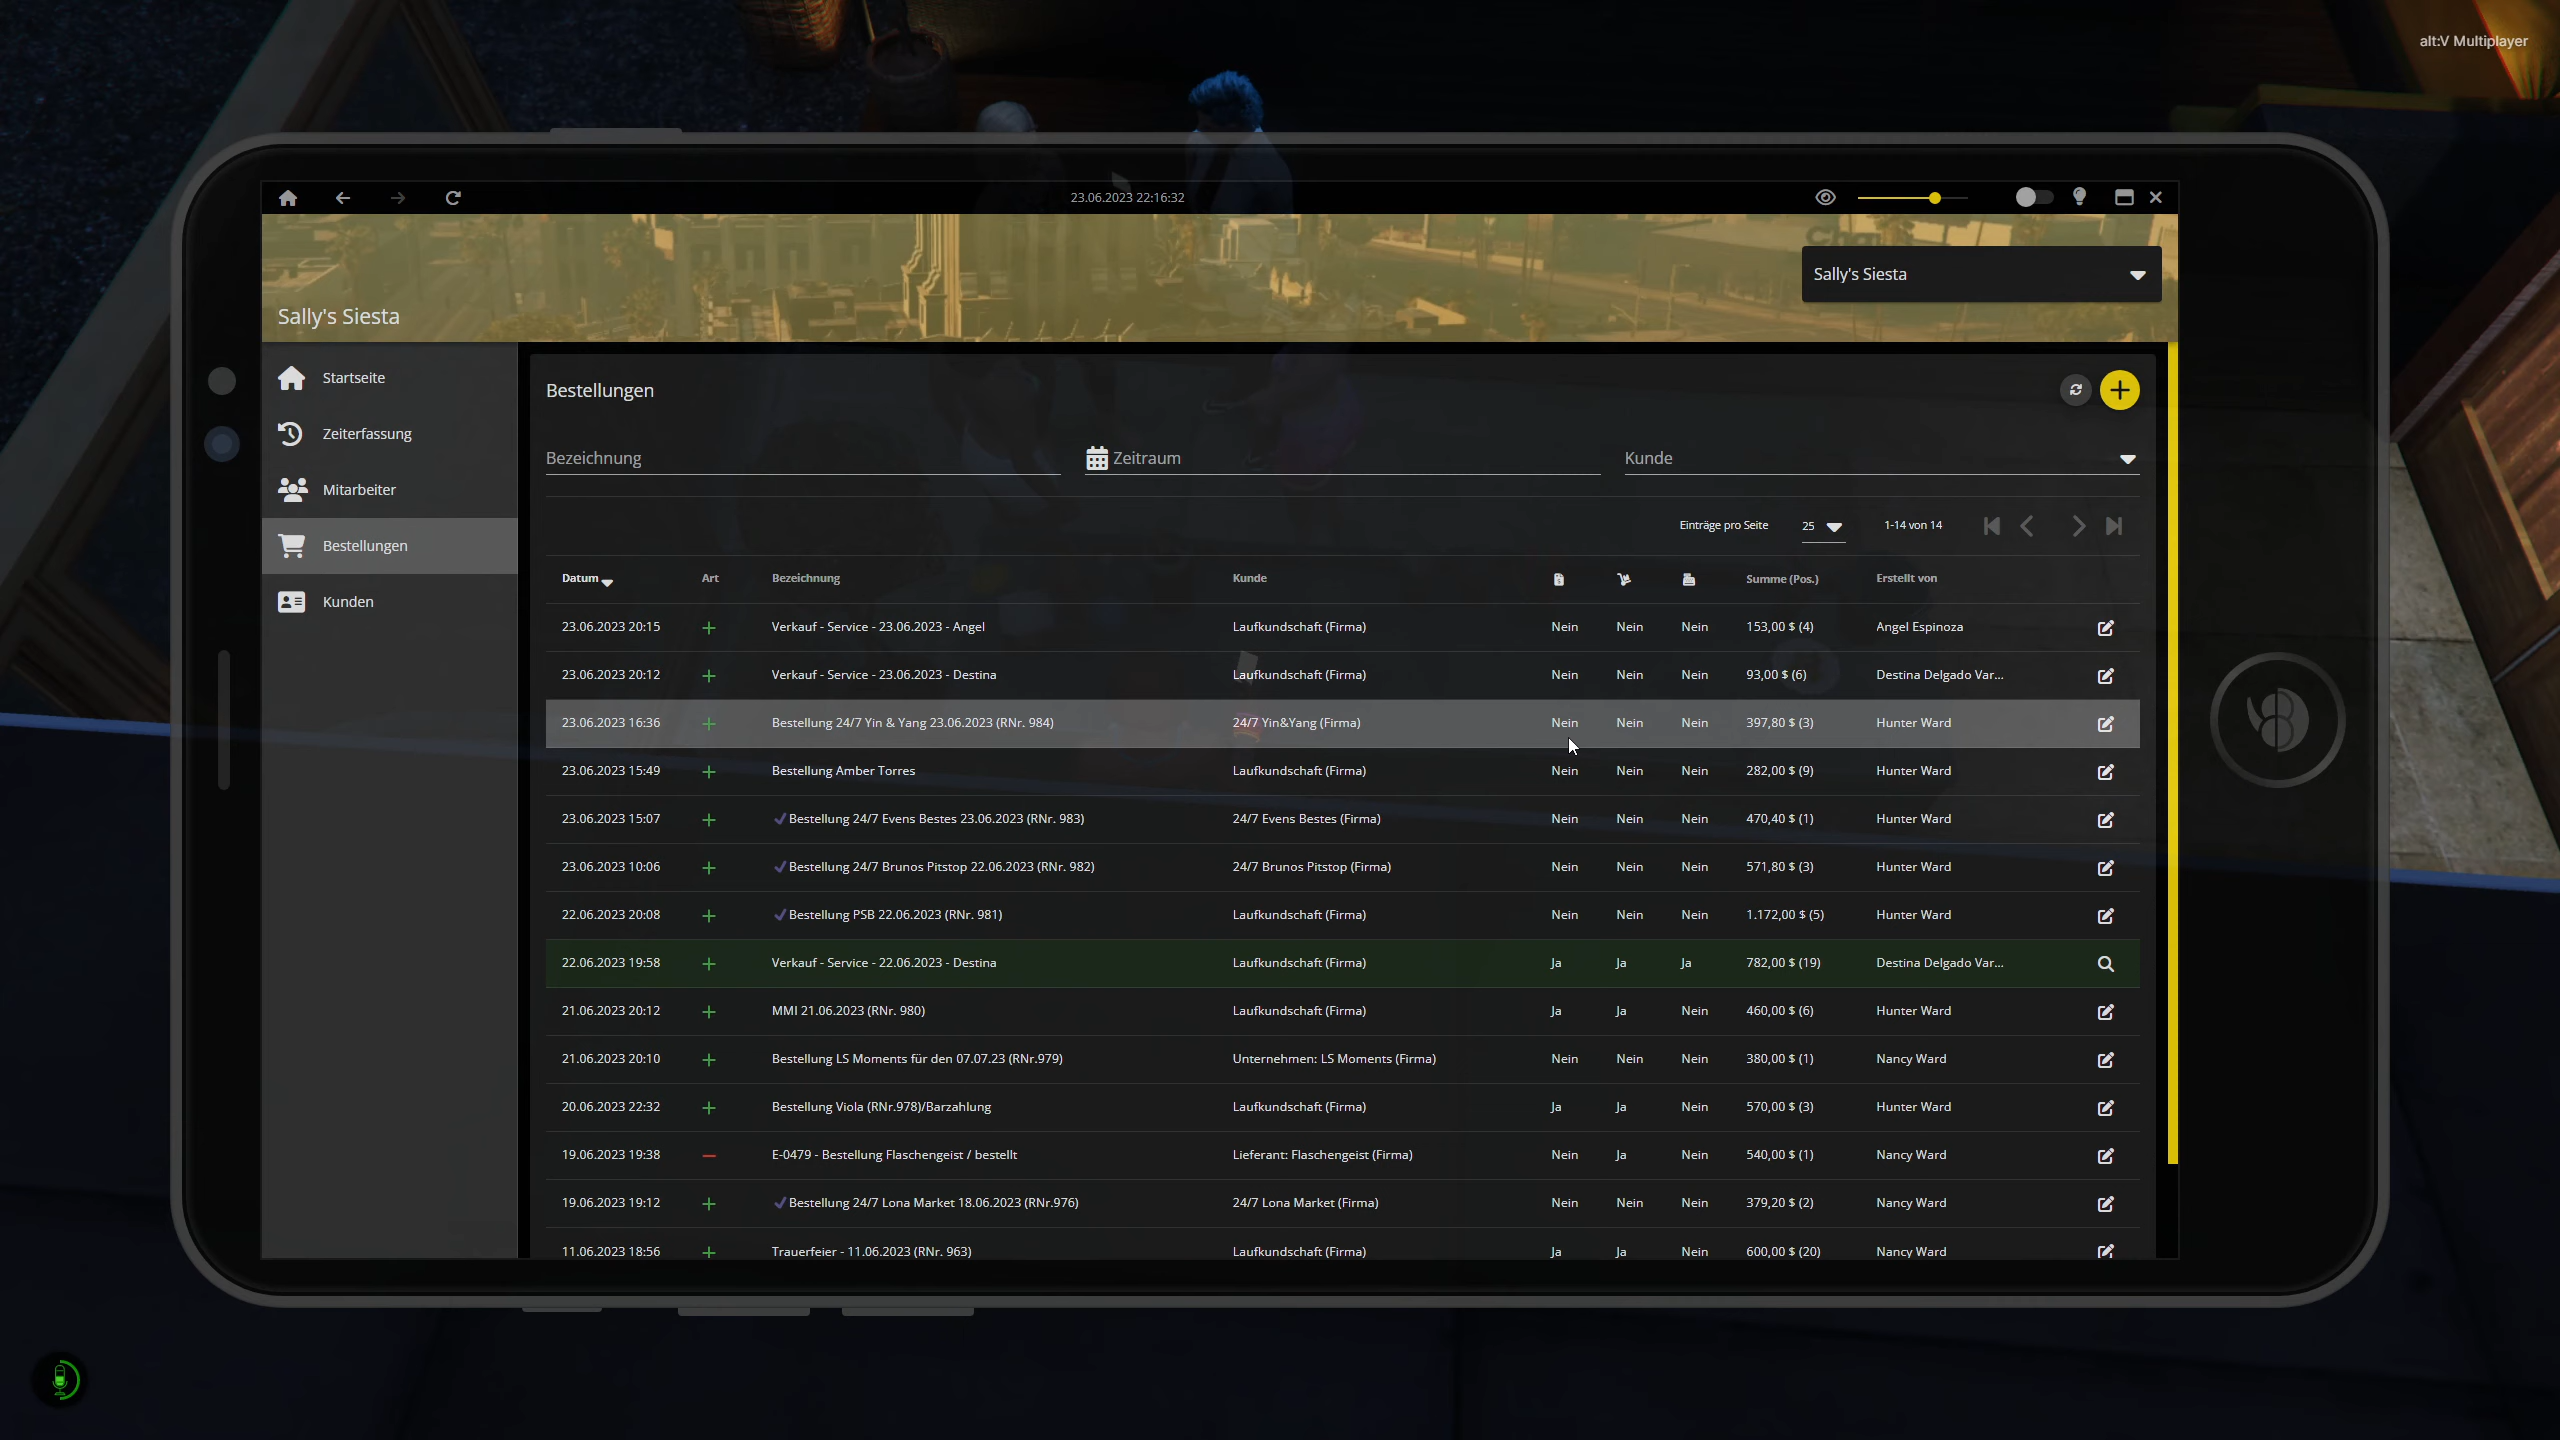 alt:V Multiplayer
23.06.2023 22:16:32
Sally's Siesta
Sally's Siesta
Startseite
Zeiterfassung
Mitarbeiter
Bestellungen
Kunden
Bestellungen
Bezeichnung Zeitraum Kunde
Einträge pro Seite 25 1-14 von 14
Datum Art Bezeichnung Kunde Summe (Pos.) Erstellt von
23.06.2023 20:15 + Verkauf - Service - 23.06.2023 - Angel Laufkundschaft (Firma) Nein Nein Nein 153,00 $ (4) Angel Espinoza
23.06.2023 20:12 + Verkauf - Service - 23.06.2023 - Destina Laufkundschaft (Firma) Nein Nein Nein 93,00 $ (6) Destina Delgado Var...
23.06.2023 16:36 + Bestellung 24/7 Yin & Yang 23.06.2023 (RNr. 984) 24/7 Yin&Yang (Firma) Nein Nein Nein 397,80 $ (3) Hunter Ward
23.06.2023 15:49 + Bestellung Amber Torres Laufkundschaft (Firma) Nein Nein Nein 282,00 $ (9) Hunter Ward
23.06.2023 15:07 + ✓Bestellung 24/7 Evens Bestes 23.06.2023 (RNr. 983) 24/7 Evens Bestes (Firma) Nein Nein Nein 470,40 $ (1) Hunter Ward
23.06.2023 10:06 + ✓Bestellung 24/7 Brunos Pitstop 22.06.2023 (RNr. 982) 24/7 Brunos Pitstop (Firma) Nein Nein Nein 571,80 $ (3) Hunter Ward
22.06.2023 20:08 + ✓Bestellung PSB 22.06.2023 (RNr. 981) Laufkundschaft (Firma) Nein Nein Nein 1.172,00 $ (5) Hunter Ward
22.06.2023 19:58 + Verkauf - Service - 22.06.2023 - Destina Laufkundschaft (Firma) Ja Ja Ja 782,00 $ (19) Destina Delgado Var...
21.06.2023 20:12 + MMI 21.06.2023 (RNr. 980) Laufkundschaft (Firma) Ja Ja Nein 460,00 $ (6) Hunter Ward
21.06.2023 20:10 + Bestellung LS Moments für den 07.07.23 (RNr.979) Unternehmen: LS Moments (Firma) Nein Nein Nein 380,00 $ (1) Nancy Ward
20.06.2023 22:32 + Bestellung Viola (RNr.978)/Barzahlung Laufkundschaft (Firma) Ja Ja Nein 570,00 $ (3) Hunter Ward
19.06.2023 19:38 − E-0479 - Bestellung Flaschengeist / bestellt Lieferant: Flaschengeist (Firma) Nein Ja Nein 540,00 $ (1) Nancy Ward
19.06.2023 19:12 + ✓Bestellung 24/7 Lona Market 18.06.2023 (RNr.976) 24/7 Lona Market (Firma) Nein Nein Nein 379,20 $ (2) Nancy Ward
11.06.2023 18:56 + Trauerfeier - 11.06.2023 (RNr. 963) Laufkundschaft (Firma) Ja Ja Nein 600,00 $ (20) Nancy Ward